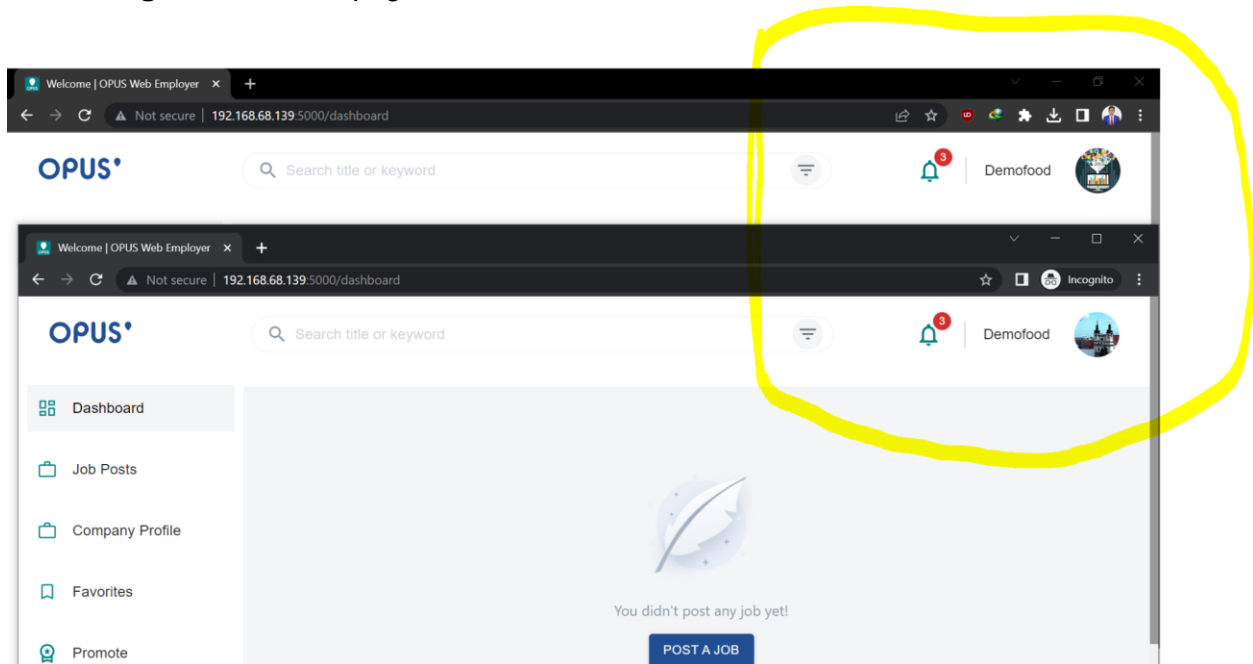 Welcome | OPUS Web Employer
Not secure | 192.168.68.139:5000/dashboard
OPUS
Search title or keyword
3
Demofood
Welcome | OPUS Web Employer
Not secure | 192.168.68.139:5000/dashboard
Incognito
OPUS
Search title or keyword
3
Demofood
Dashboard
Job Posts
Company Profile
Favorites
Promote
You didn't post any job yet!
POST A JOB